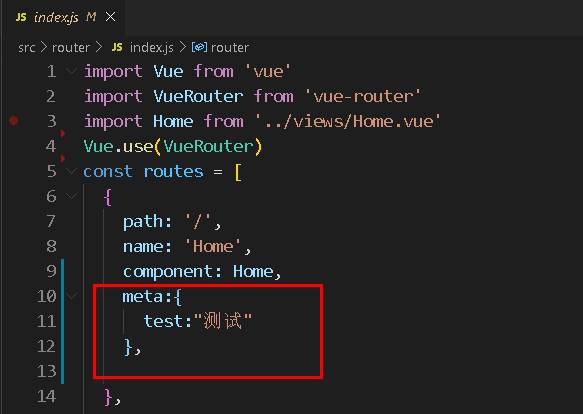 JS index.js M ×
src > router > JS index.js > router
1 import Vue from 'vue'
2 import VueRouter from 'vue-router'
3 import Home from '../views/Home.vue'
4 Vue.use(VueRouter)
5 const routes = [
6 {
7 path: '/',
8 name: 'Home',
9 component: Home,
10 meta:{
11 test:"测试"
12 },
13
14 },